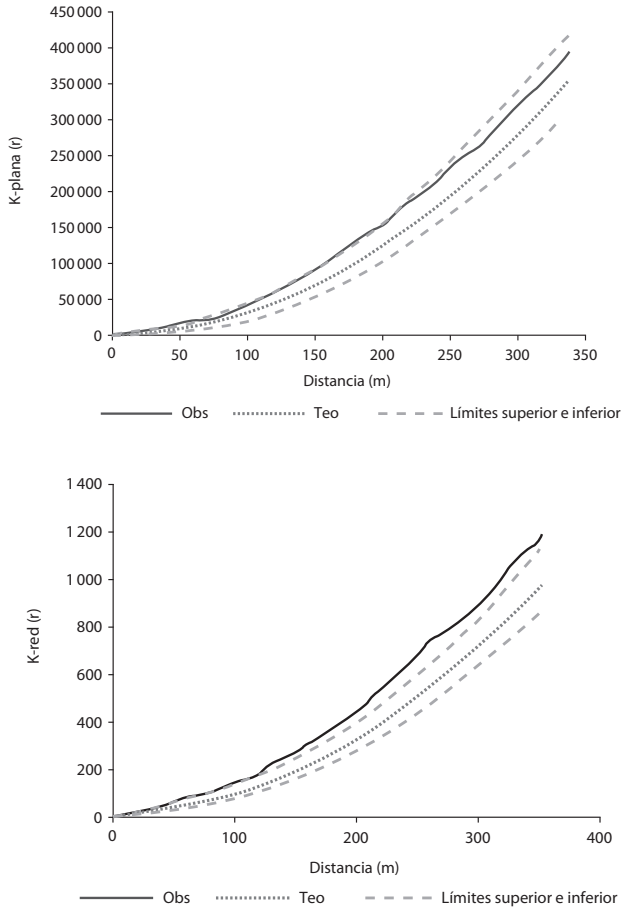 450 000
400 000
350 000
300 000
250 000
200 000
150 000
100 000
50 000
0
K-plana (r)
0 50 100 150 200 250 300 350
Distancia (m)
Obs Teo Límites superior e inferior
1 400
1 200
1 000
800
600
400
200
0
K-red (r)
0 100 200 300 400
Distancia (m)
Obs Teo Límites superior e inferior